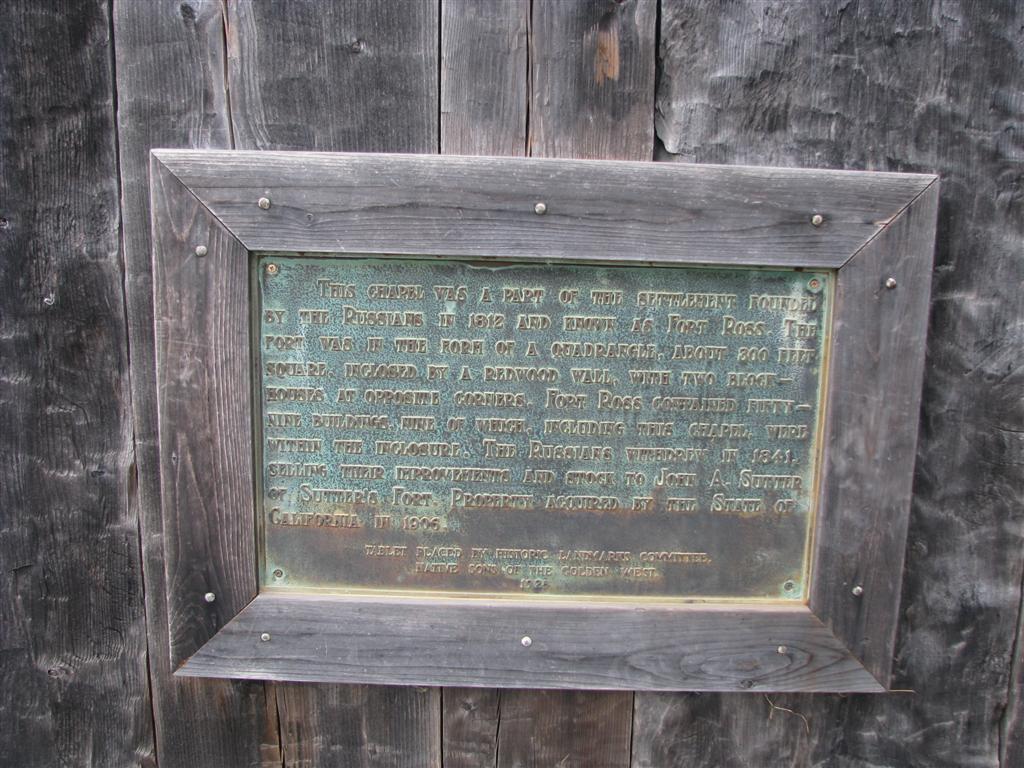 This chapel was a part of the settlement founded
by the Russians in 1812 and known as Fort Ross. The
fort was in the form of a quadrangle, about 300 feet
square, inclosed by a redwood wall, with two block–
houses at opposite corners. Fort Ross contained fifty–
nine buildings, nine of which, including this chapel, were
within the inclosure. The Russians withdrew in 1841,
selling their improvements and stock to John A. Sutter
of Sutter's Fort. Property acquired by the State of
California in 1906.
Tablet placed by Historic Landmarks Committee,
Native Sons of the Golden West.